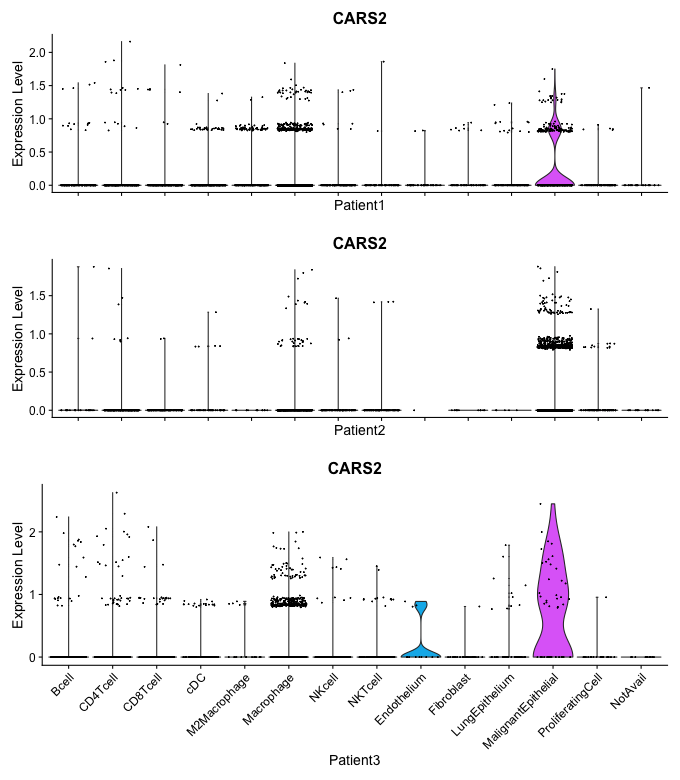 CARS2
Expression Level
2.0
1.5
1.0
0.5
0.0
Patient1
CARS2
Expression Level
1.5
1.0
0.5
0.0
Patient2
CARS2
Expression Level
2
1
0
Bcell
CD4Tcell
CD8Tcell
cDC
M2Macrophage
Macrophage
NKcell
NKTcell
Endothelium
Fibroblast
LungEpithelium
MalignantEpithelial
ProliferatingCell
NotAvail
Patient3